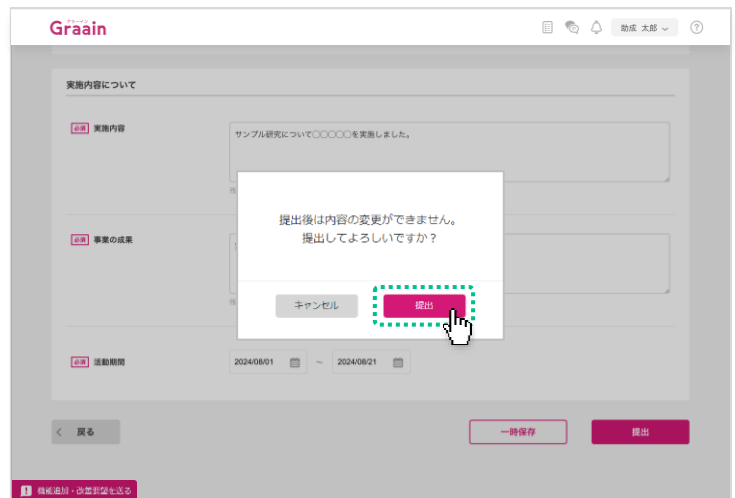 グラーイン
Graain
助成 太郎
?
実施内容について
必須 実施内容
サンプル研究について〇〇〇〇〇を実施しました。
残
提出後は内容の変更ができません。
提出してよろしいですか？
必須 事業の成果
残
キャンセル
提出
必須 活動期間
2024/08/01 ～ 2024/08/21
戻る
一時保存
提出
機能追加・改善要望を送る